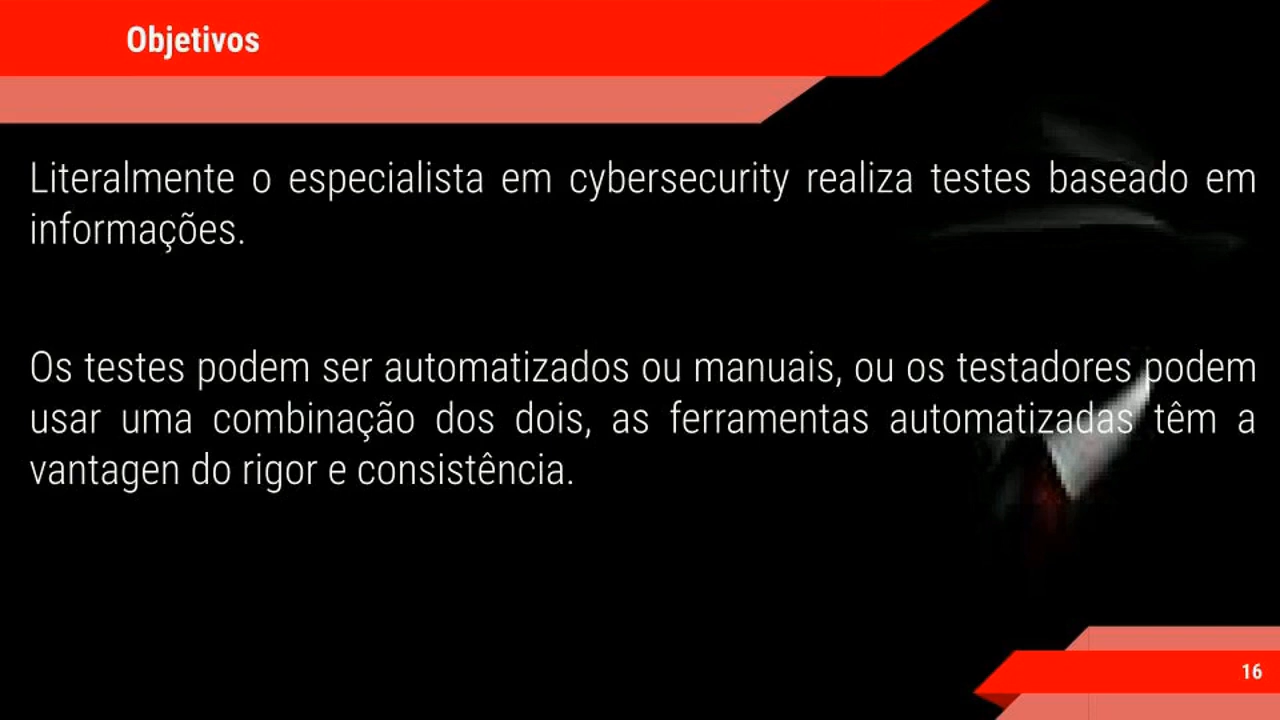 Objetivos
Literalmente o especialista em cybersecurity realiza testes baseado em
informações.
Os testes podem ser automatizados ou manuais, ou os testadores podem
usar uma combinação dos dois, as ferramentas automatizadas têm a
vantagen do rigor e consistência.
16